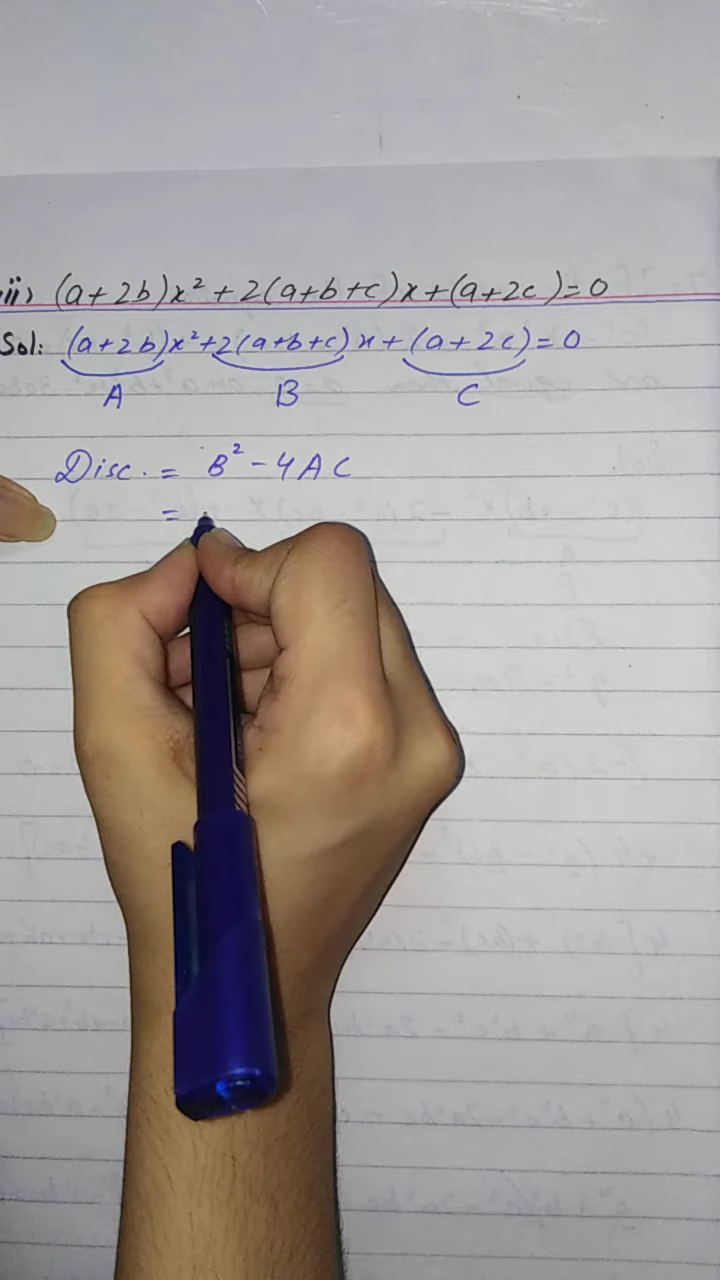 ii) (a+2b)x²+2(a+b+c)x+(a+2c)=0
Sol: (a+2b)x²+2(a+b+c)x+(a+2c)=0
A B C
Disc. = B²-4AC
=